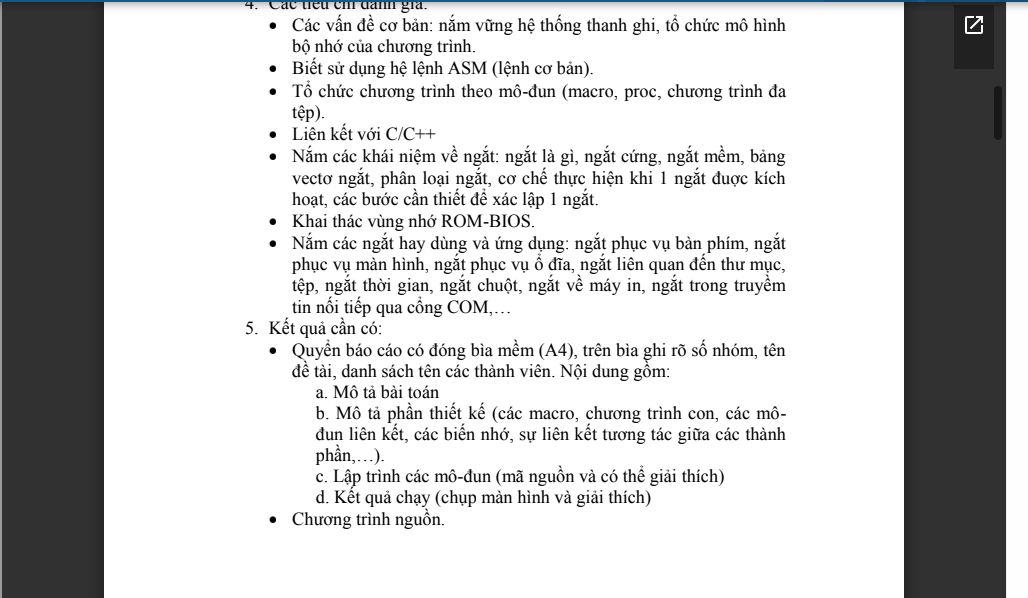 4. Các tiêu chí đánh giá:
• Các vấn đề cơ bản: nắm vững hệ thống thanh ghi, tổ chức mô hình
bộ nhớ của chương trình.
• Biết sử dụng hệ lệnh ASM (lệnh cơ bản).
• Tổ chức chương trình theo mô-đun (macro, proc, chương trình đa
tệp).
• Liên kết với C/C++
• Nắm các khái niệm về ngắt: ngắt là gì, ngắt cứng, ngắt mềm, bảng
vectơ ngắt, phân loại ngắt, cơ chế thực hiện khi 1 ngắt đuợc kích
hoạt, các bước cần thiết để xác lập 1 ngắt.
• Khai thác vùng nhớ ROM-BIOS.
• Nắm các ngắt hay dùng và ứng dụng: ngắt phục vụ bàn phím, ngắt
phục vụ màn hình, ngắt phục vụ ổ đĩa, ngắt liên quan đến thư mục,
tệp, ngắt thời gian, ngắt chuột, ngắt về máy in, ngắt trong truyềm
tin nối tiếp qua cổng COM,…
5. Kết quả cần có:
• Quyển báo cáo có đóng bìa mềm (A4), trên bìa ghi rõ số nhóm, tên
đề tài, danh sách tên các thành viên. Nội dung gồm:
a. Mô tả bài toán
b. Mô tả phần thiết kế (các macro, chương trình con, các mô-
đun liên kết, các biến nhớ, sự liên kết tương tác giữa các thành
phần,…).
c. Lập trình các mô-đun (mã nguồn và có thể giải thích)
d. Kết quả chạy (chụp màn hình và giải thích)
• Chương trình nguồn.